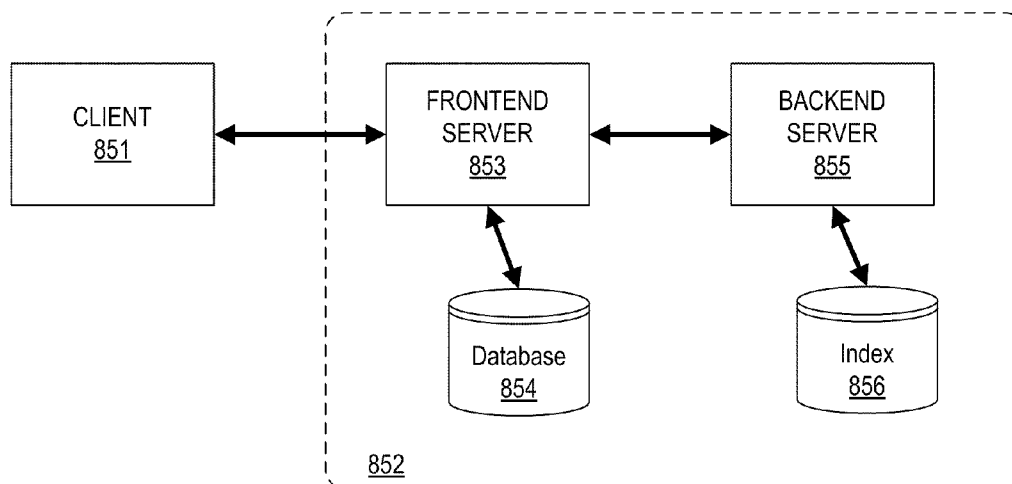 CLIENT
851
FRONTEND
SERVER
853
BACKEND
SERVER
855
Database
854
Index
856
852